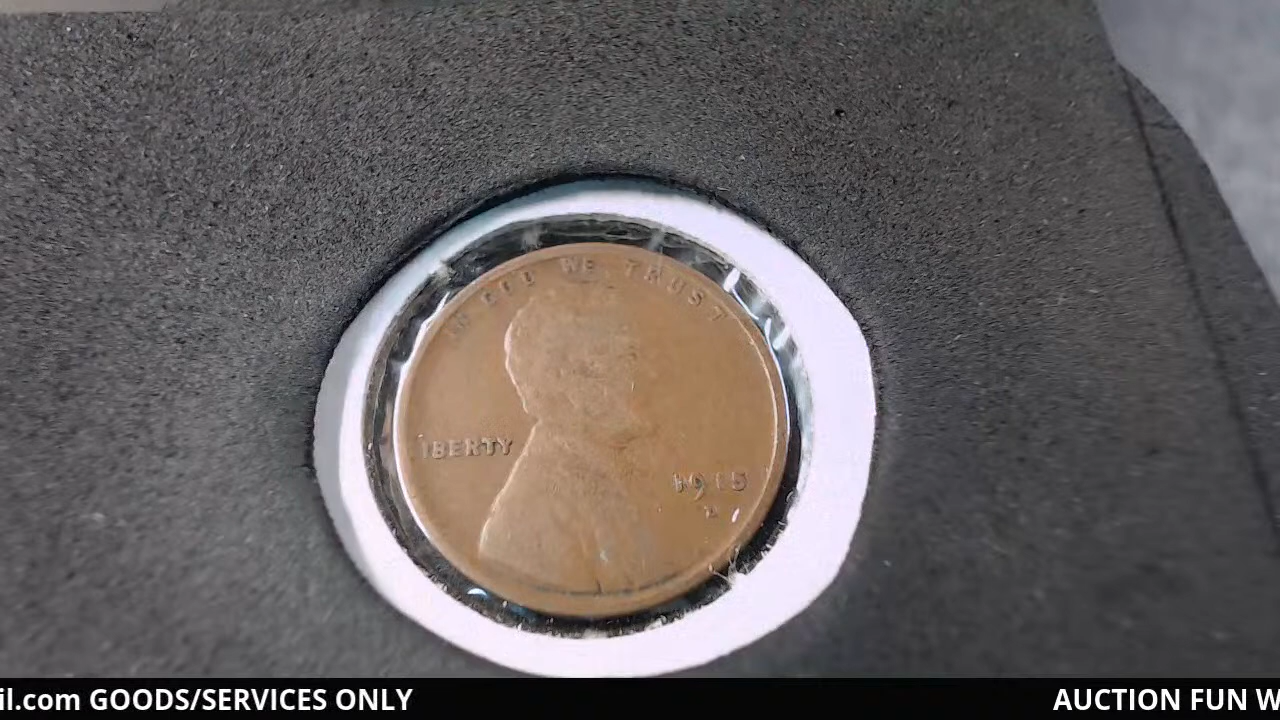 IN GOD WE TRUST
LIBERTY
1915
D
il.com GOODS/SERVICES ONLY
AUCTION FUN W